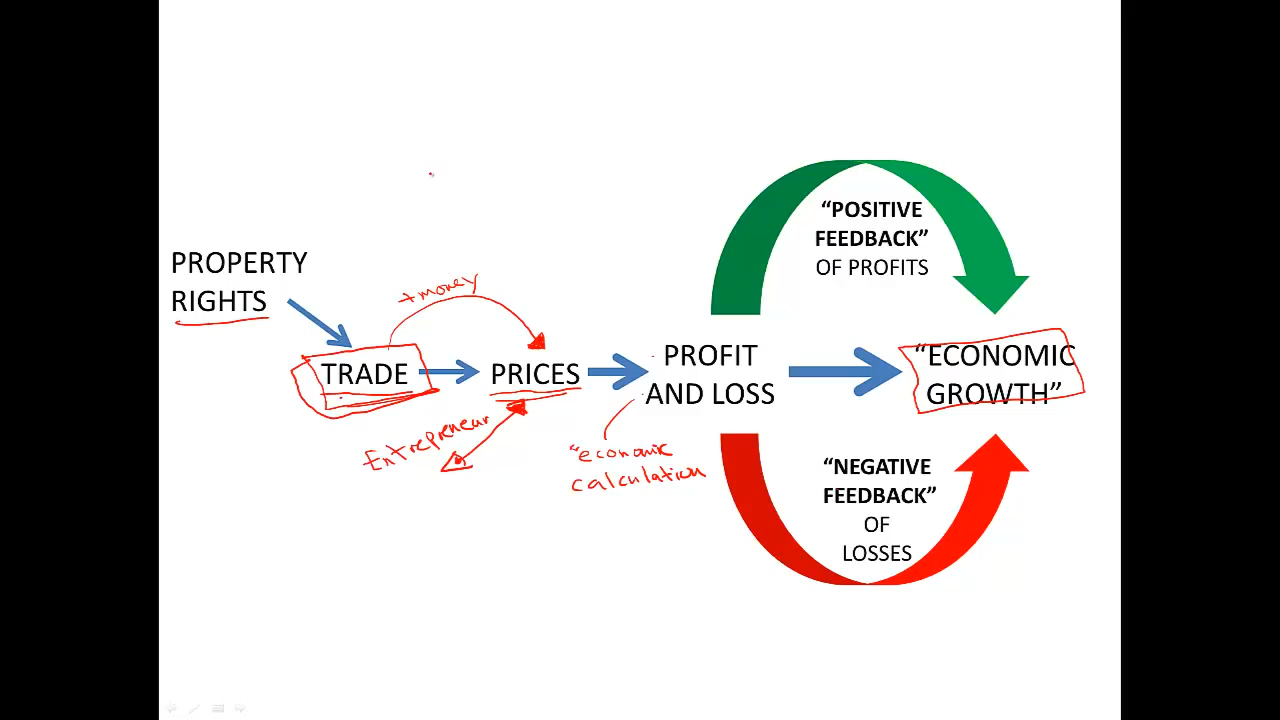 PROPERTY
RIGHTS
+money
TRADE
PRICES
Entrepreneur
PROFIT
AND LOSS
"economic
calculation
“POSITIVE
FEEDBACK”
OF PROFITS
“ECONOMIC
GROWTH”
“NEGATIVE
FEEDBACK”
OF
LOSSES